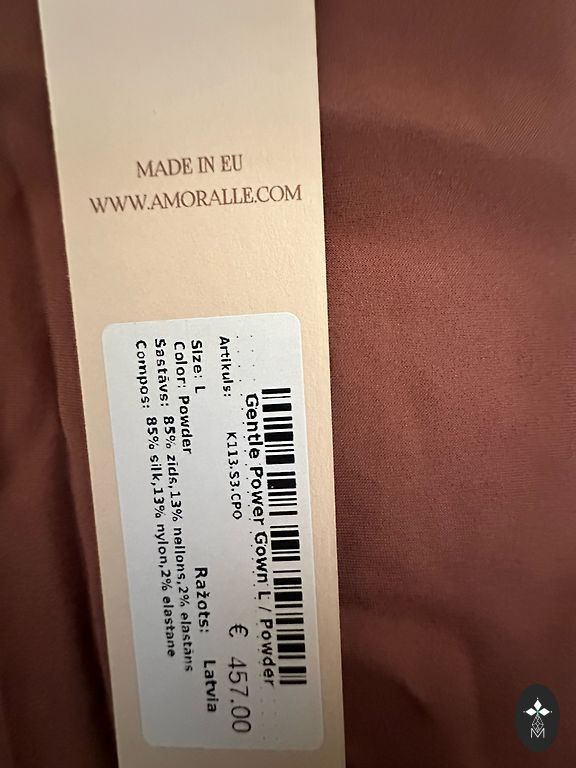 MADE IN EU
WWW.AMORALLE.COM
Gentle Power Gown L / Powder
Artikuls: K113.S3.CPO € 457.00
Size: L Ražots: Latvia
Color: Powder
Sastāvs: 85% zīds,13% neilons,2% elastāns
Compos: 85% silk,13% nylon,2% elastane